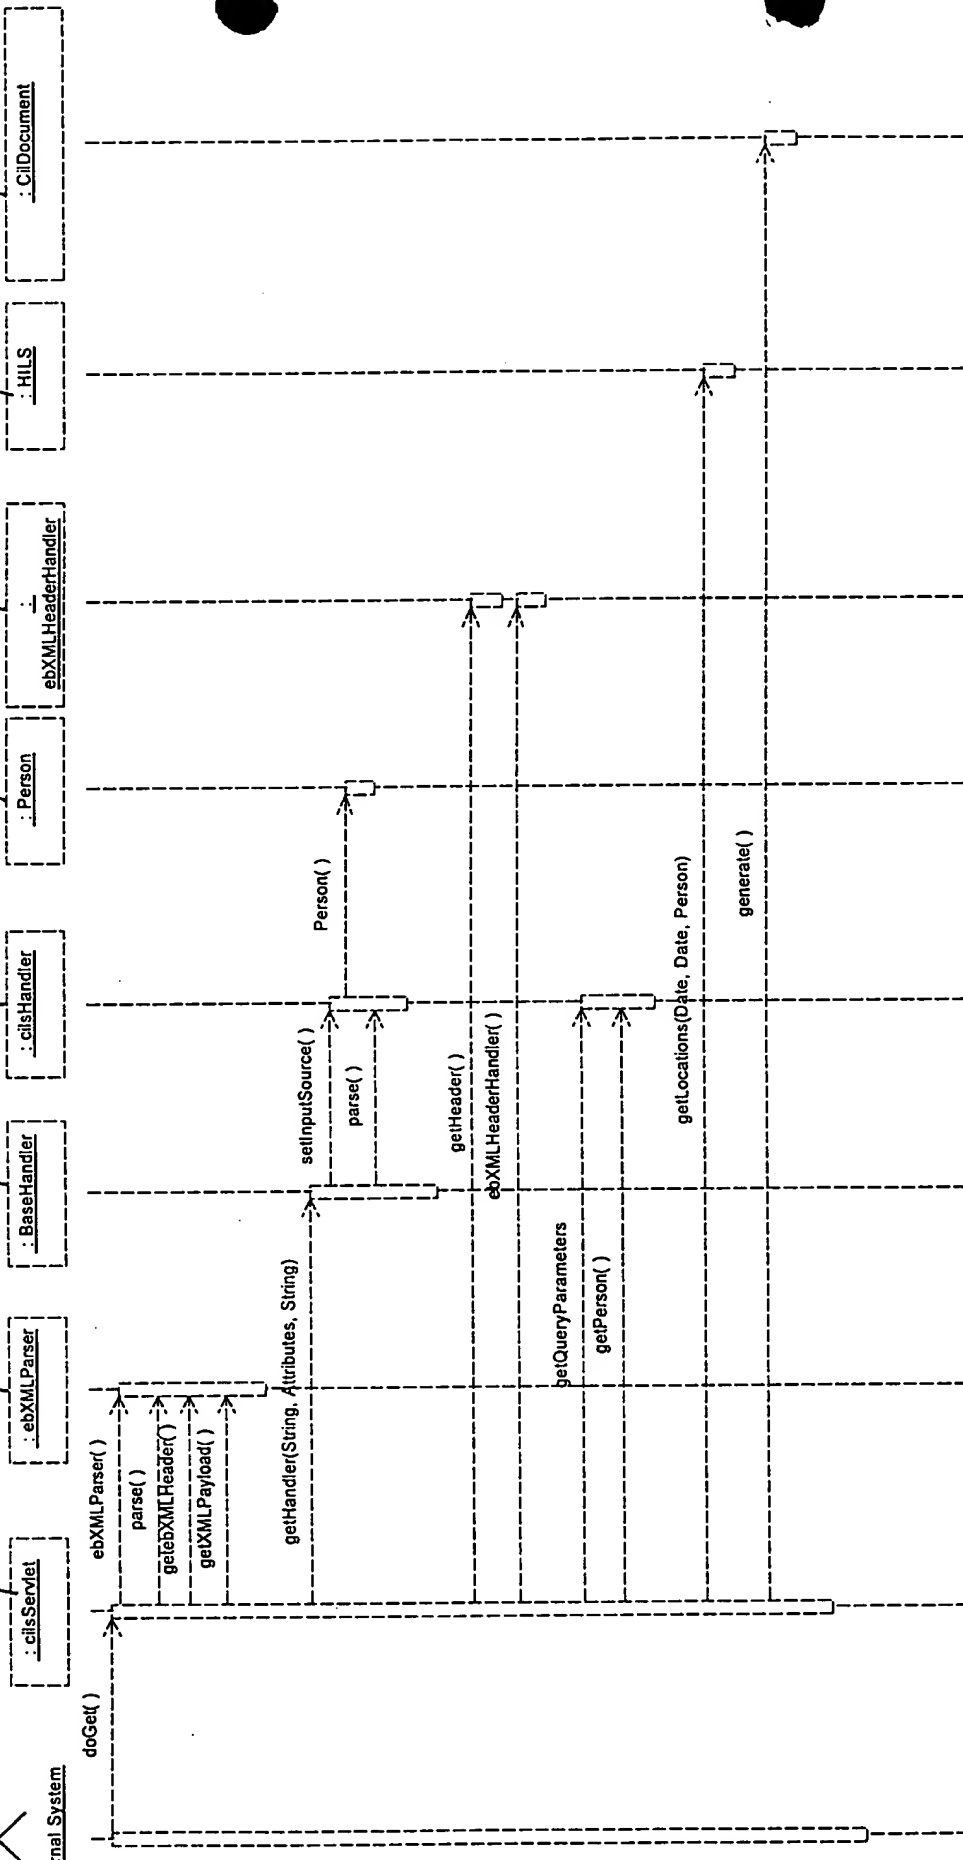 nal System
: cilsServlet
: ebXMLParser
: BaseHandler
: cilsHandler
: Person
:
ebXMLHeaderHandler
: HILS
: CilDocument
doGet( )
ebXMLParser( )
parse( )
getebXMLHeader( )
getXMLPayload( )
getHandler(String, Attributes, String)
setInputSource( )
Person( )
parse( )
getHeader( )
ebXMLHeaderHandler( )
getQueryParameters
getPerson( )
getLocations(Date, Date, Person)
generate( )